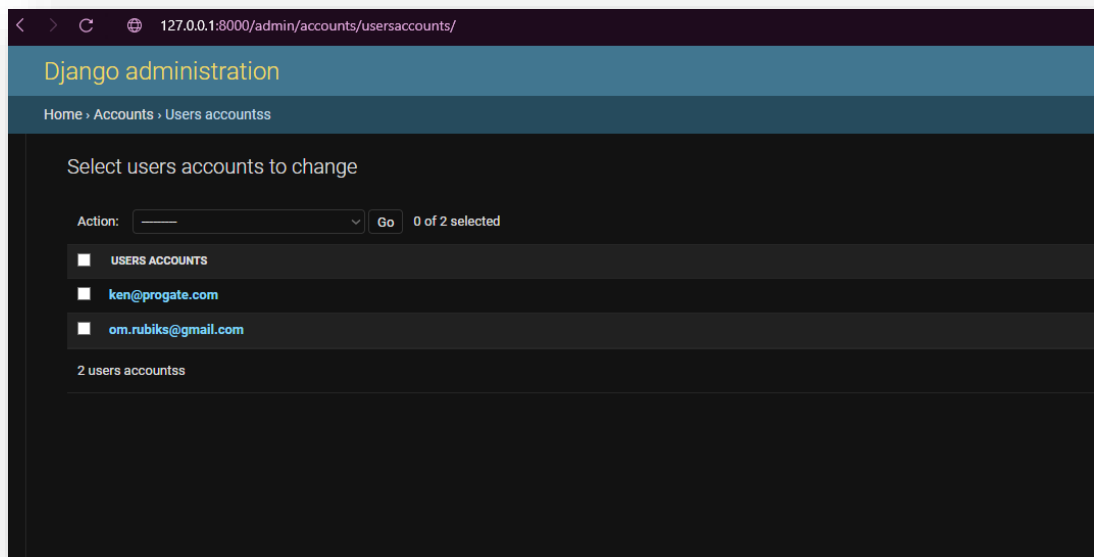 127.0.0.1:8000/admin/accounts/usersaccounts/
Django administration
Home › Accounts › Users accountss
Select users accounts to change
Action: --------- Go 0 of 2 selected
USERS ACCOUNTS
ken@progate.com
om.rubiks@gmail.com
2 users accountss